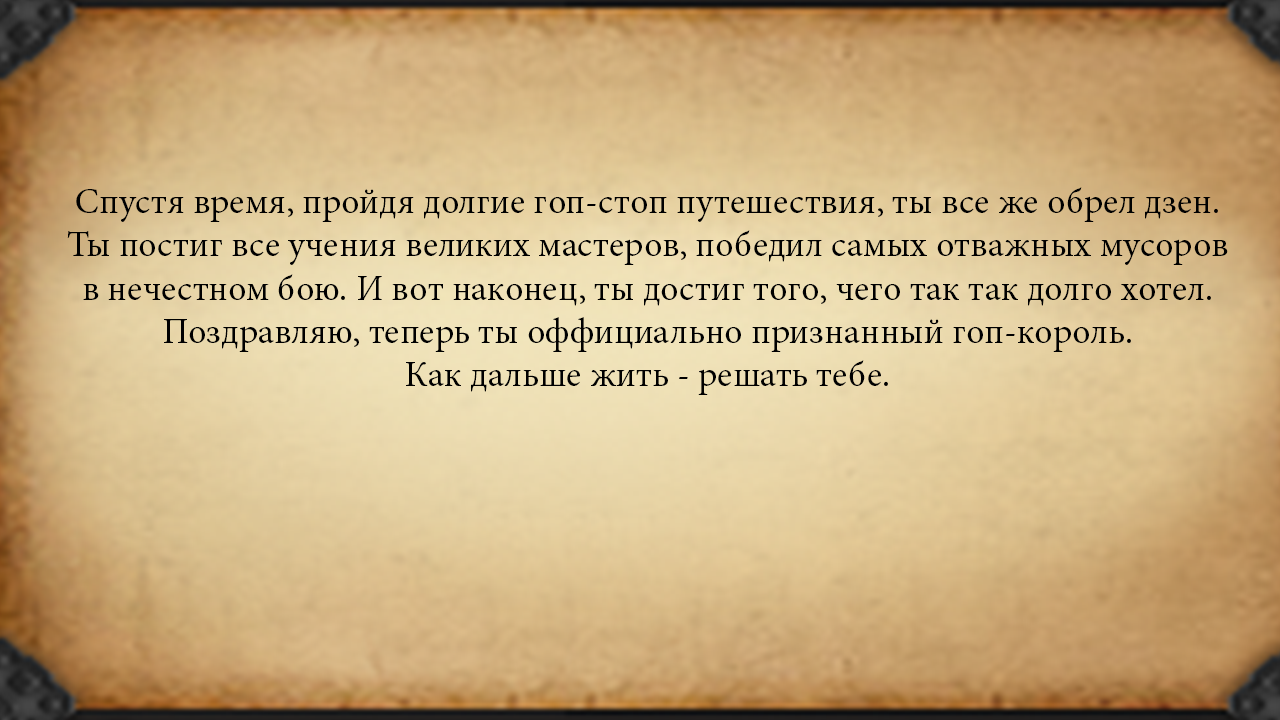 Спустя время, пройдя долгие гоп-стоп путешествия, ты все же обрел дзен.
Ты постиг все учения великих мастеров, победил самых отважных мусоров
в нечестном бою. И вот наконец, ты достиг того, чего так так долго хотел.
Поздравляю, теперь ты оффициально признанный гоп-король.
Как дальше жить - решать тебе.